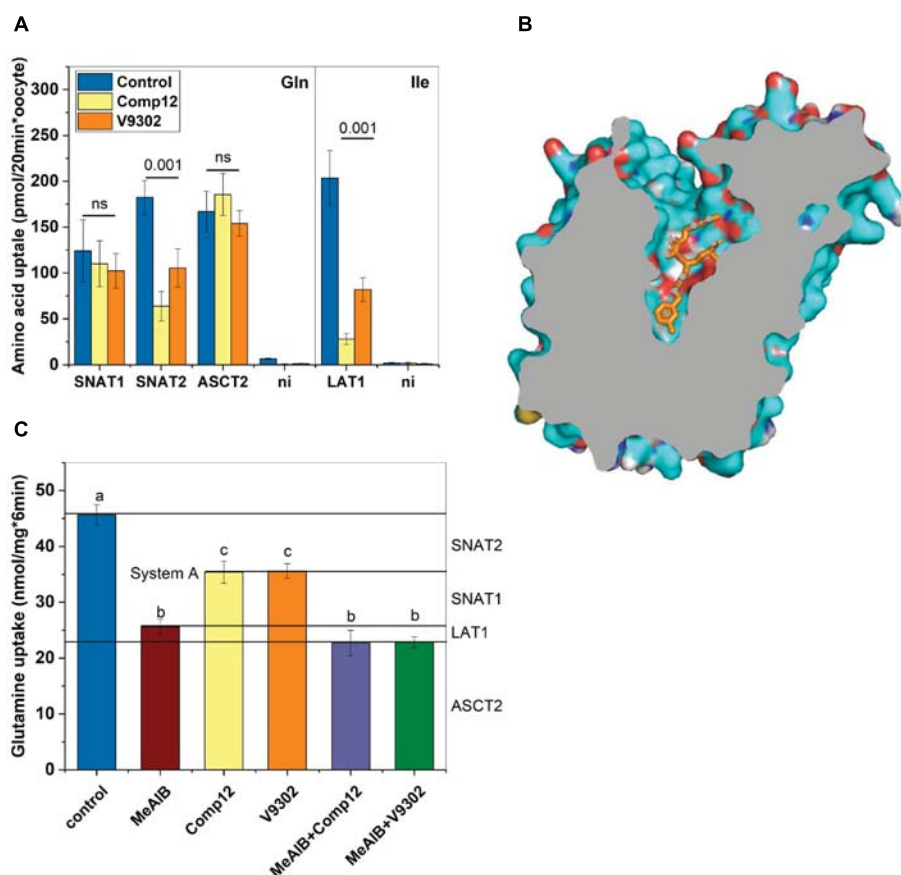 A
B
Amino acid uptale (pmol/20min*oocyte)
300
250
200
150
100
50
0
Control
Comp12
V9302
Gln
Ile
ns
0.001
ns
0.001
SNAT1 SNAT2 ASCT2 ni LAT1 ni
C
Glutamine uptake (nmol/mg*6min)
50
40
30
20
10
0
a
b
c
c
b
b
System A
SNAT2
SNAT1
LAT1
ASCT2
control
MeAIB
Comp12
V9302
MeAIB+Comp12
MeAIB+V9302